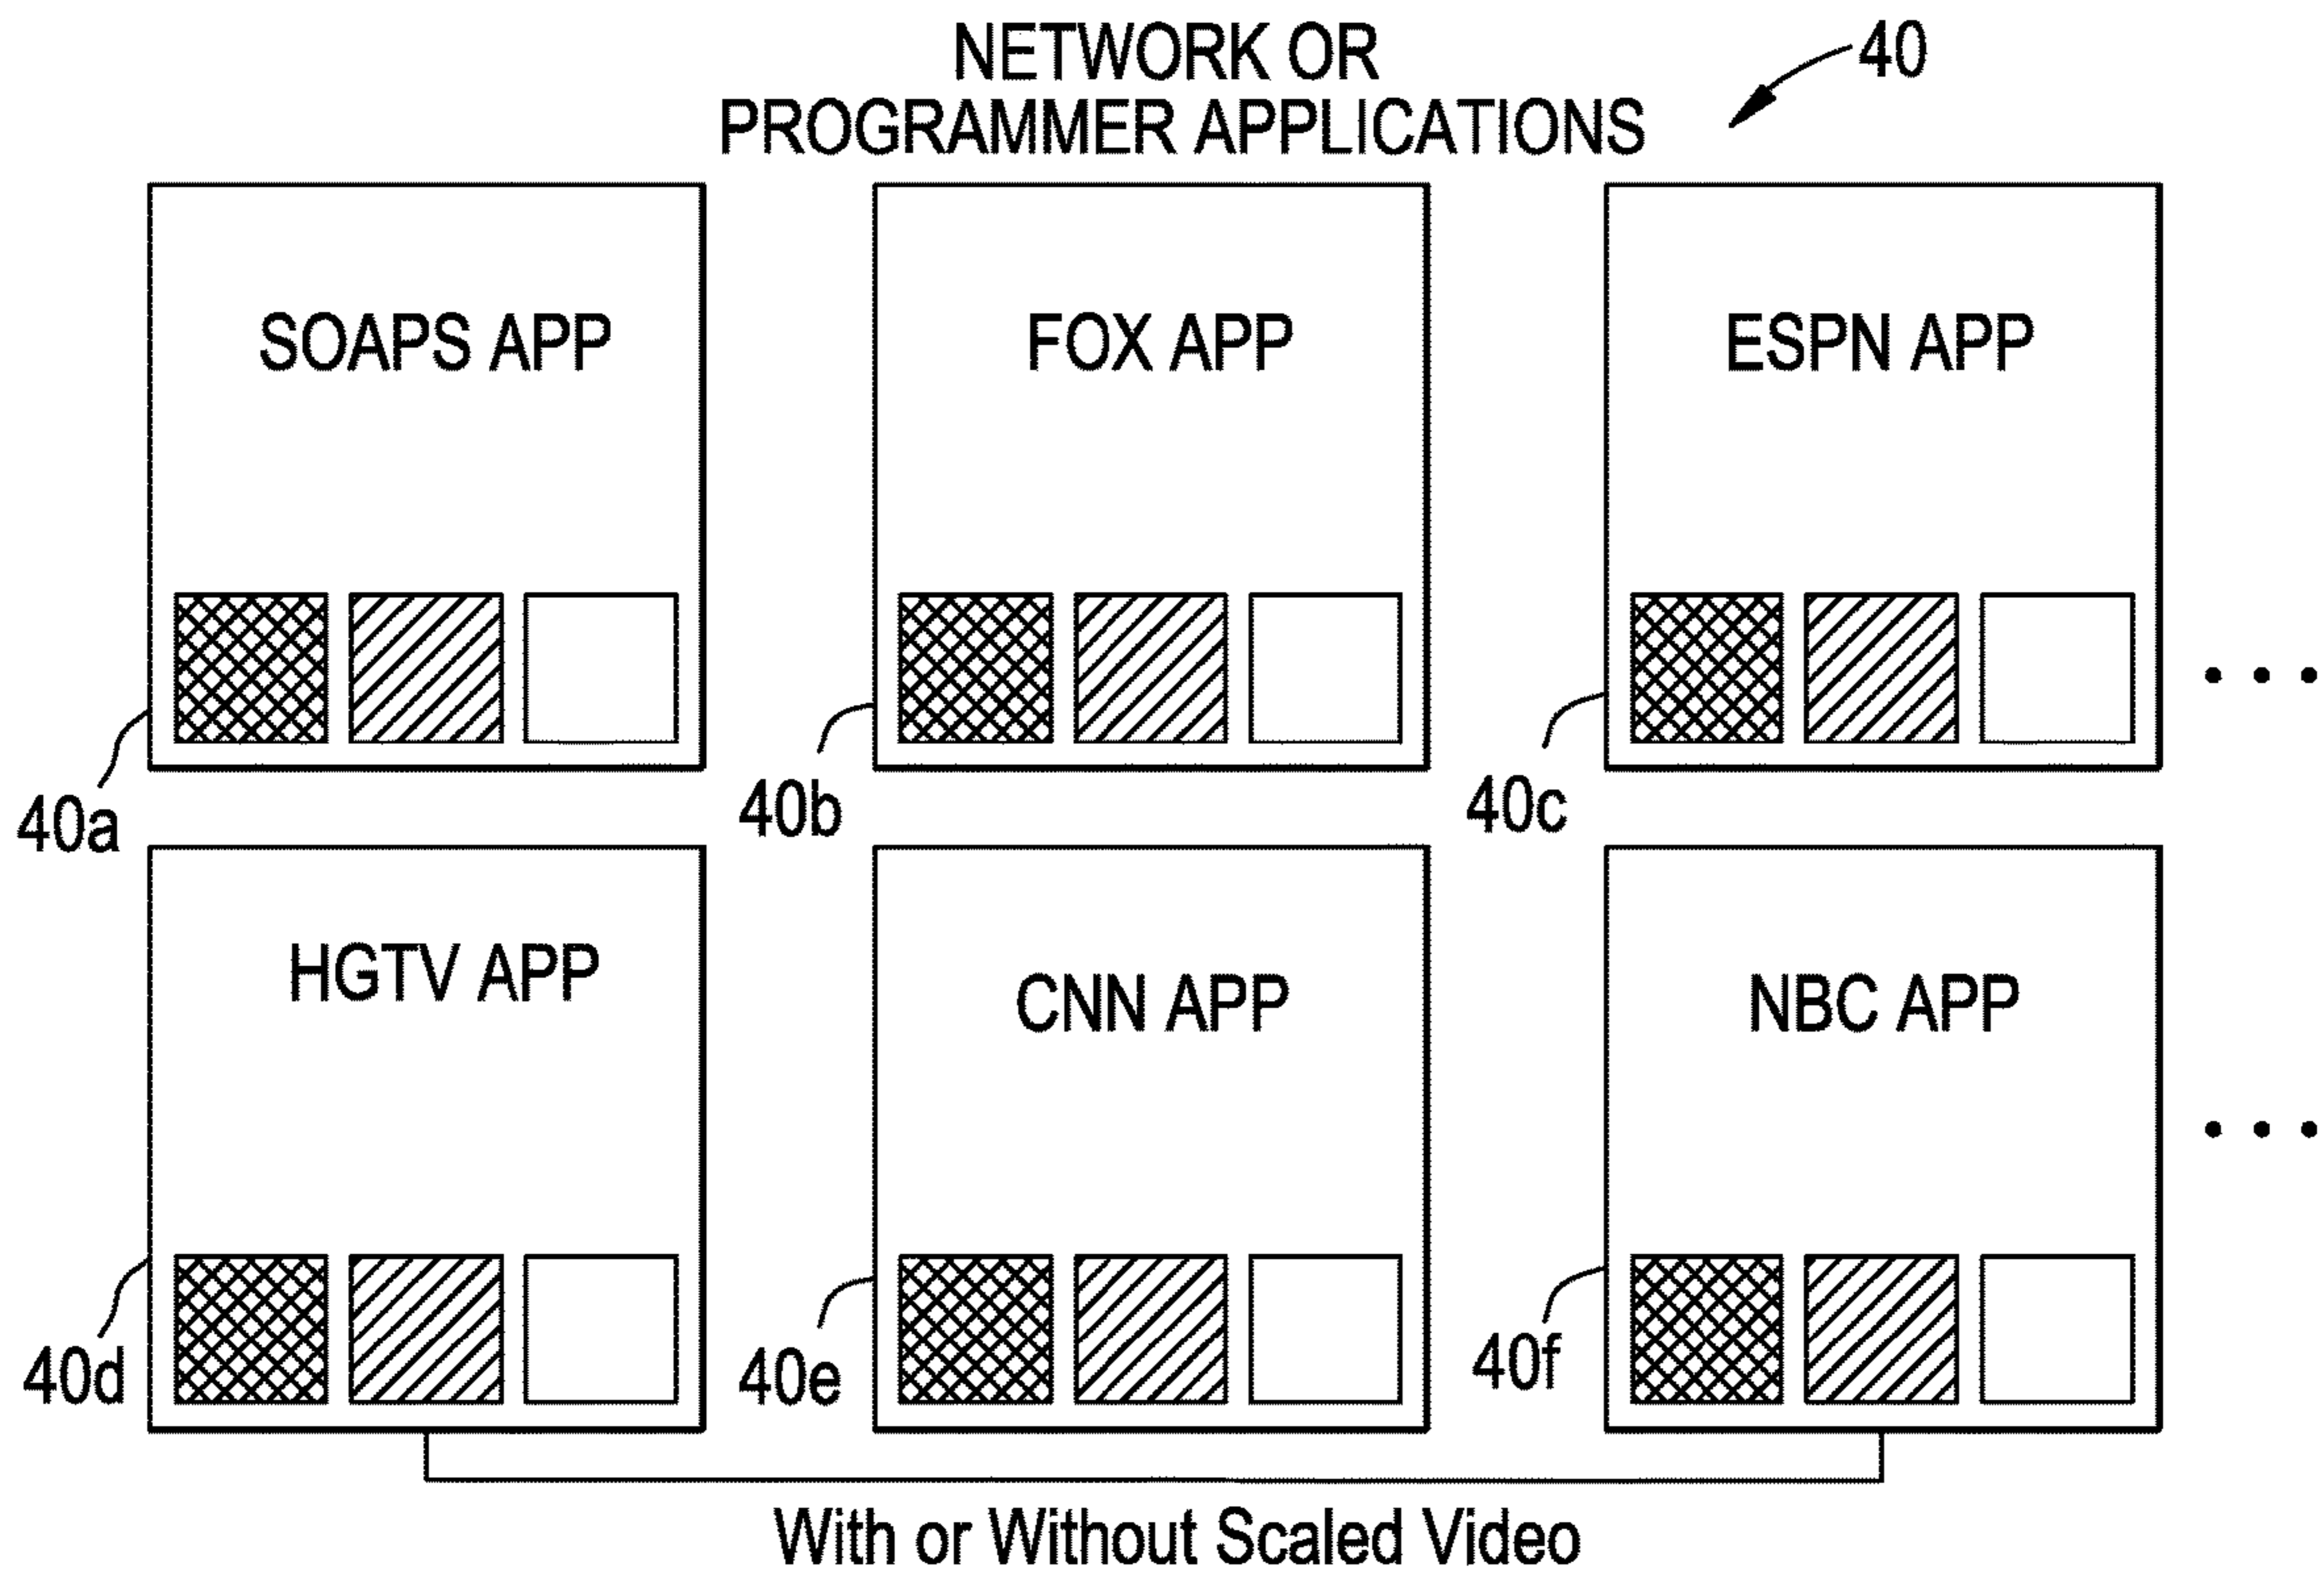 NETWORK OR
PROGRAMMER APPLICATIONS
40
SOAPS APP
FOX APP
ESPN APP
. . .
40a
40b
40c
HGTV APP
CNN APP
NBC APP
. . .
40d
40e
40f
With or Without Scaled Video